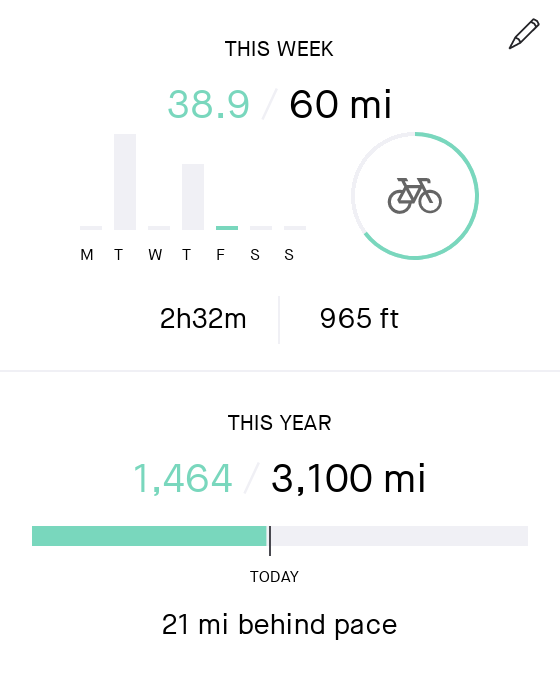 THIS WEEK
38.9 / 60 mi
M T W T F S S
2h32m 965 ft
THIS YEAR
1,464 / 3,100 mi
TODAY
21 mi behind pace